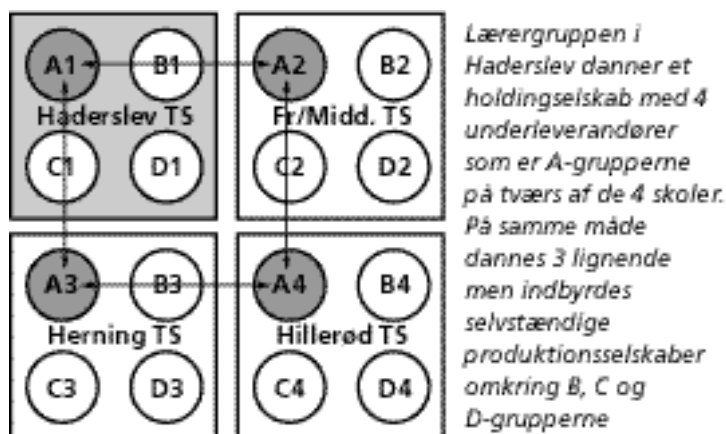 A1 B1 A2 B2
Haderslev TS Fr/Midd. TS
C1 D1 C2 D2
A3 B3 A4 B4
Herning TS Hillerød TS
C3 D3 C4 D4
Lærergruppen i
Haderslev danner et
holdingselskab med 4
underleverandører
som er A-grupperne
på tværs af de 4 skoler.
På samme måde
dannes 3 lignende
men indbyrdes
selvstændige
produktionsselskaber
omkring B, C og
D-grupperne